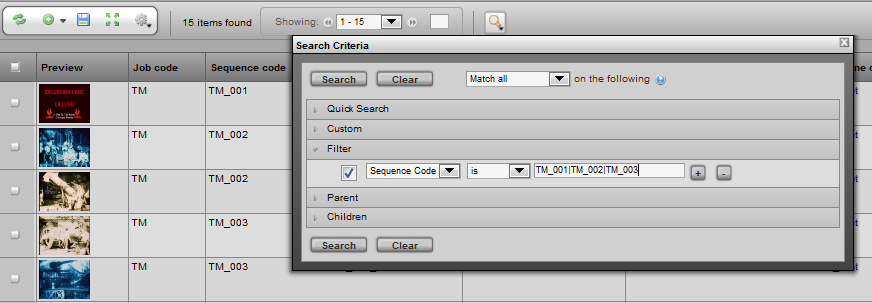 15 items found
Showing:
1 - 15
Search Criteria
Search
Clear
Match all
on the following
Quick Search
Custom
Filter
Sequence Code
is
TM_001|TM_002|TM_003
+
-
Parent
Children
Search
Clear
Preview Job code Sequence code
EXCURSION DANS
LA LUNE
TM TM_001
TM TM_002
TM TM_002
TM TM_003
TM TM_003